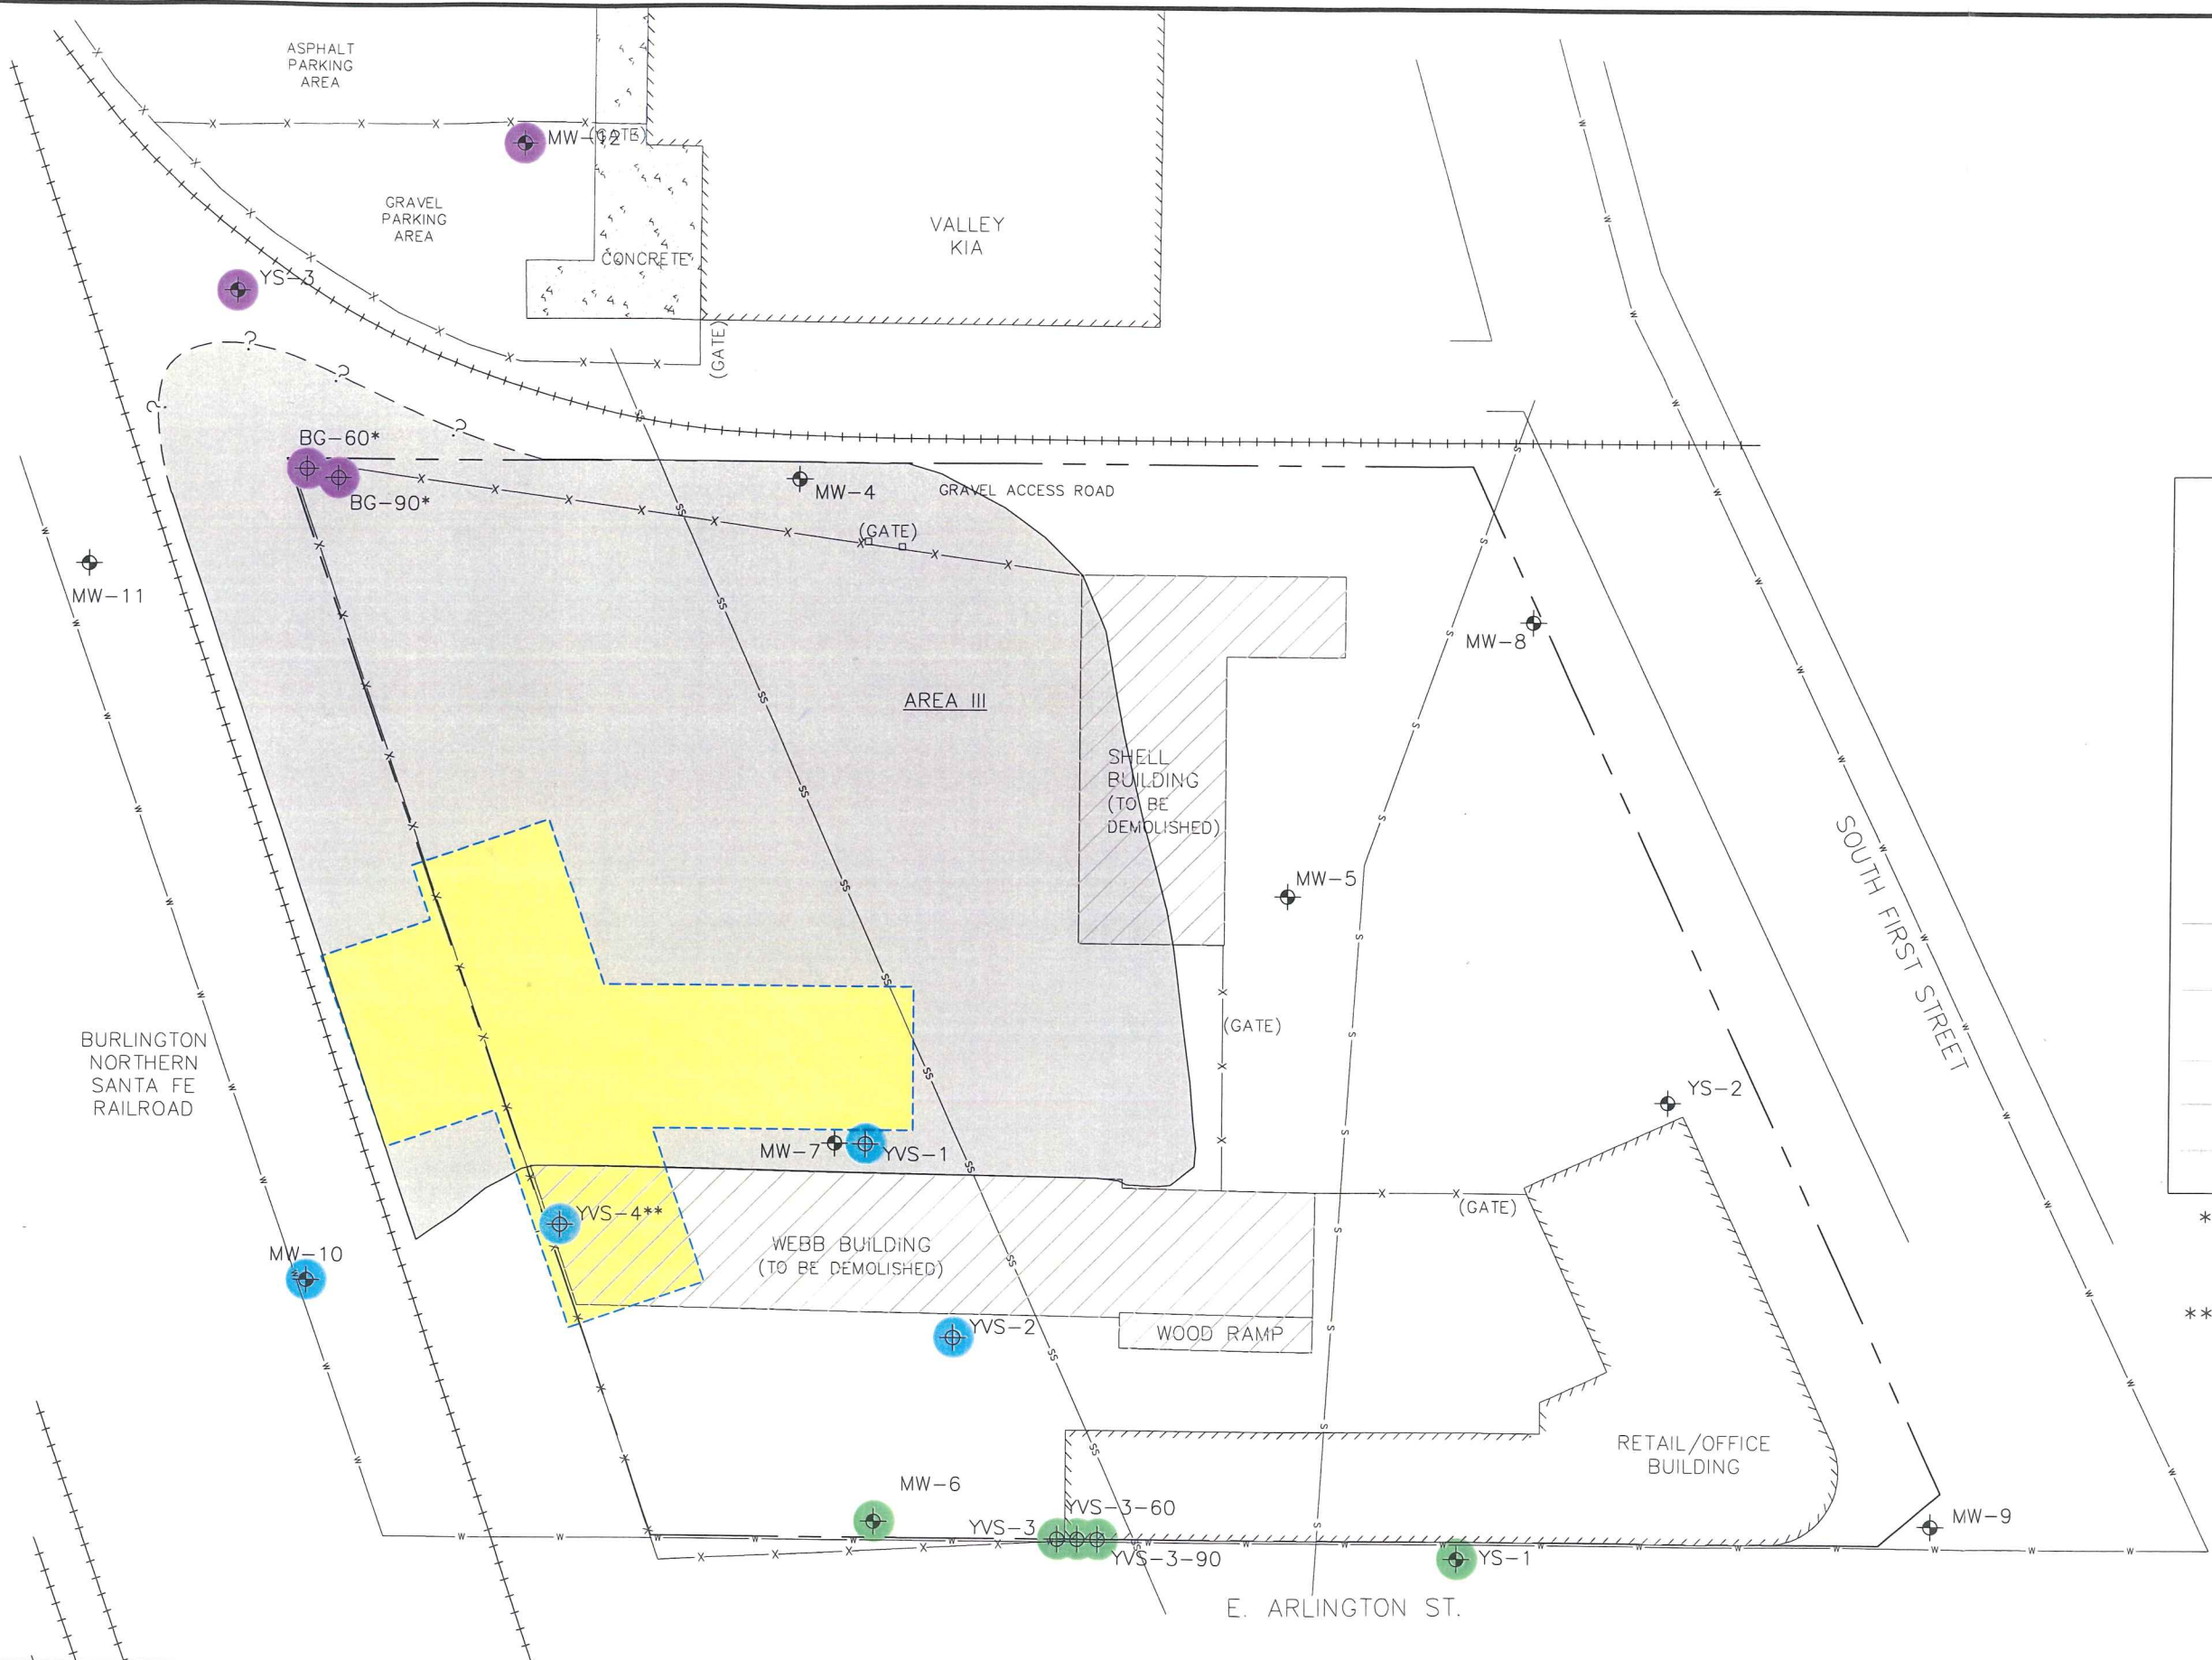 ASPHALT
PARKING
AREA
MW-12
(GATE)
GRAVEL
PARKING
AREA
VALLEY
KIA
CONCRETE
YS-3
(GATE)
?
?
?
?
BG-60*
BG-90*
MW-4
GRAVEL ACCESS ROAD
(GATE)
MW-11
MW-8
AREA III
SHELL
BUILDING
(TO BE
DEMOLISHED)
MW-5
SOUTH FIRST STREET
(GATE)
BURLINGTON
NORTHERN
SANTA FE
RAILROAD
YS-2
MW-7
YVS-1
YVS-4**
(GATE)
WEBB BUILDING
(TO BE DEMOLISHED)
MW-10
YVS-2
WOOD RAMP
*
**
RETAIL/OFFICE
BUILDING
MW-6
YVS-3-60
YVS-3
YVS-3-90
YS-1
MW-9
E. ARLINGTON ST.